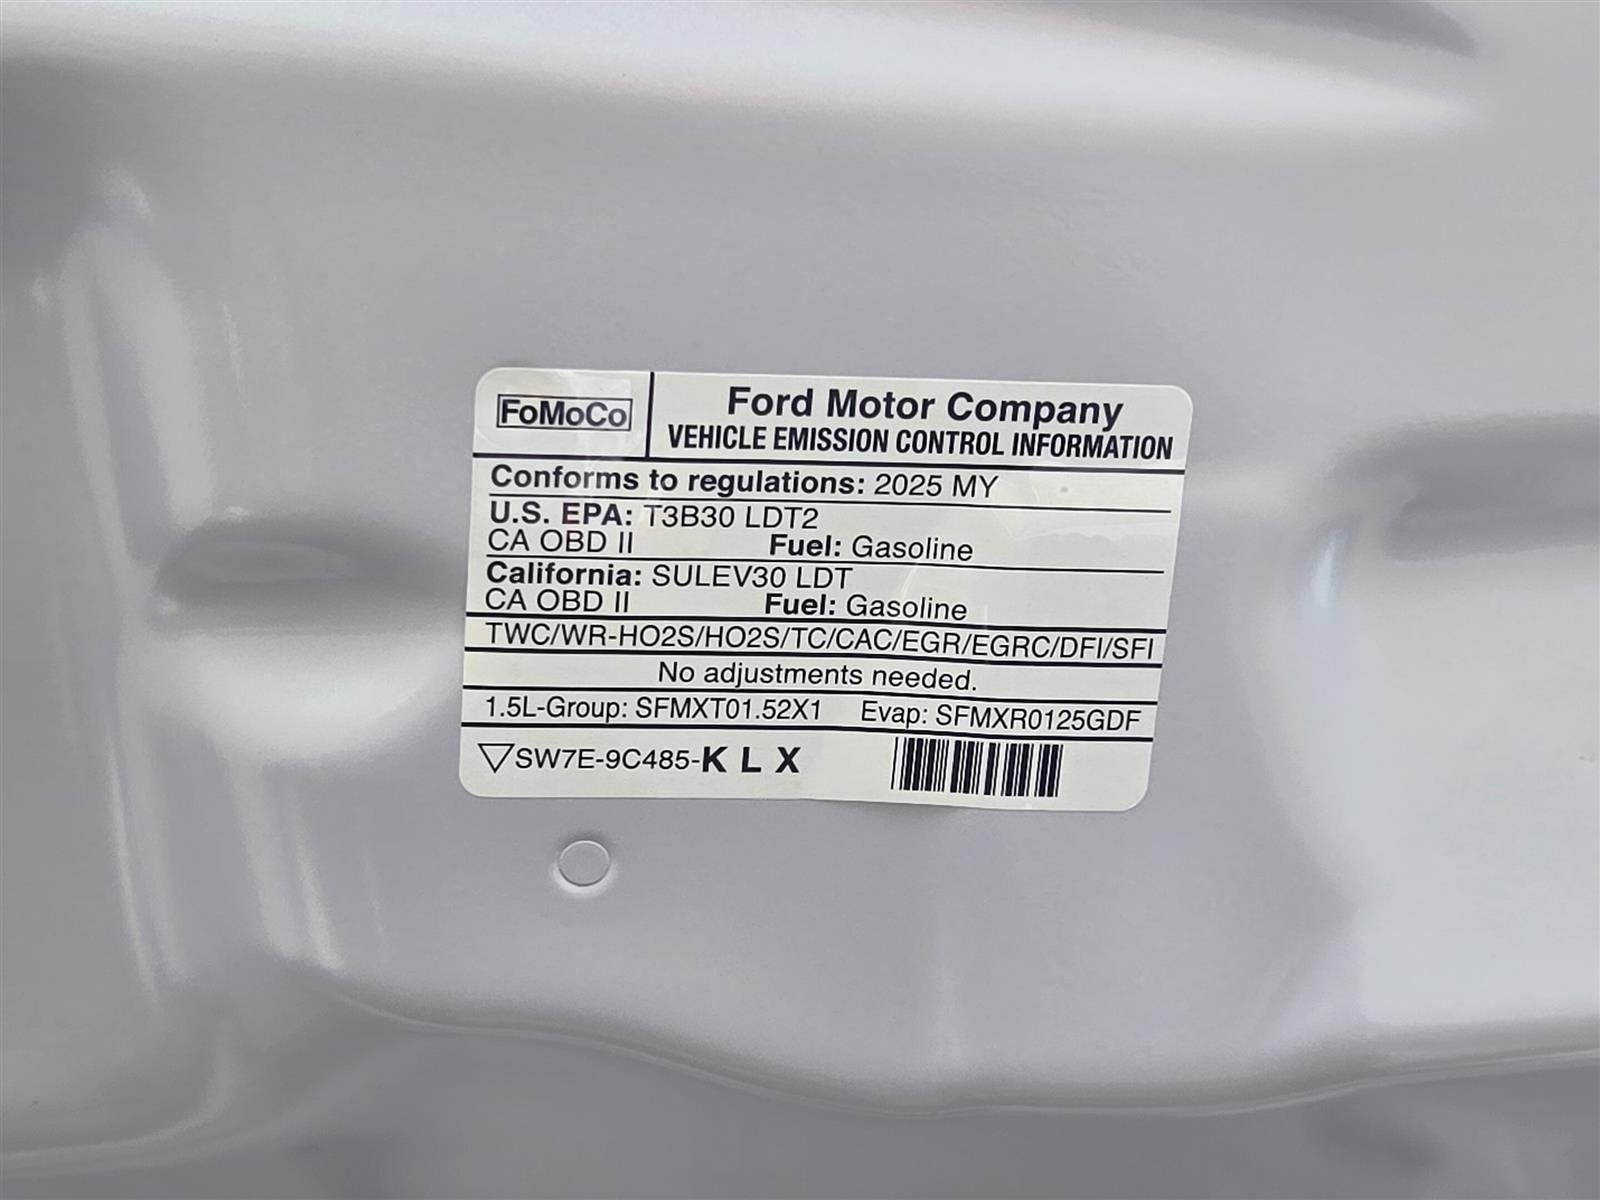 FoMoCo
Ford Motor Company
VEHICLE EMISSION CONTROL INFORMATION
Conforms to regulations: 2025 MY
U.S. EPA: T3B30 LDT2
CA OBD II Fuel: Gasoline
California: SULEV30 LDT
CA OBD II Fuel: Gasoline
TWC/WR-HO2S/HO2S/TC/CAC/EGR/EGRC/DFI/SFI
No adjustments needed.
1.5L-Group: SFMXT01.52X1 Evap: SFMXR0125GDF
SW7E-9C485-K L X